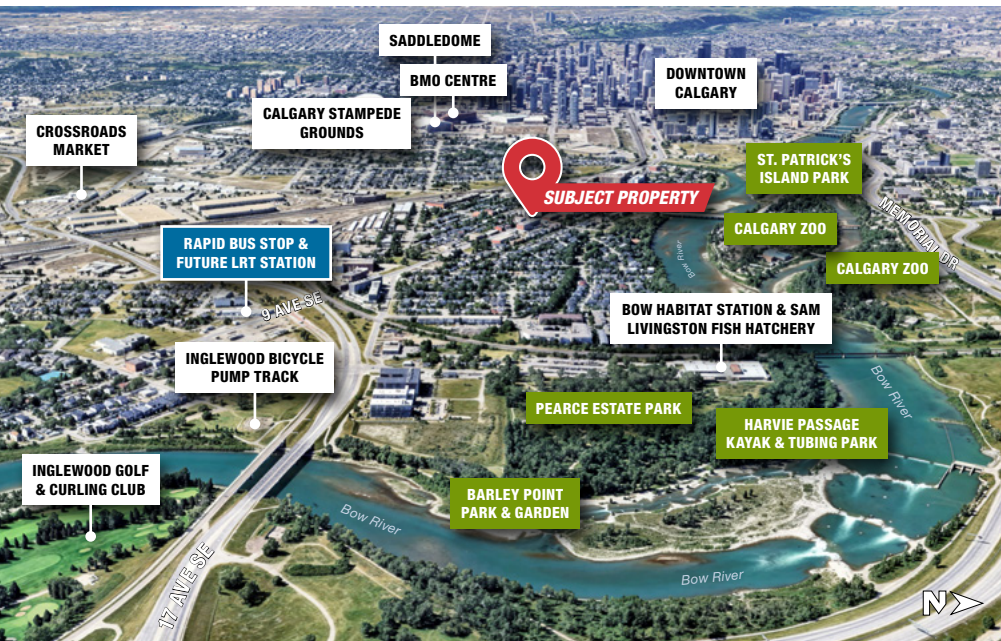 SADDLEDOME
BMO CENTRE
DOWNTOWN
CALGARY
CALGARY STAMPEDE
GROUNDS
CROSSROADS
MARKET
ST. PATRICK'S
ISLAND PARK
SUBJECT PROPERTY
MEMORIAL DR
CALGARY ZOO
RAPID BUS STOP &
FUTURE LRT STATION
Bow River
CALGARY ZOO
9 AVE SE
BOW HABITAT STATION & SAM
LIVINGSTON FISH HATCHERY
INGLEWOOD BICYCLE
PUMP TRACK
Bow River
PEARCE ESTATE PARK
HARVIE PASSAGE
KAYAK & TUBING PARK
INGLEWOOD GOLF
& CURLING CLUB
BARLEY POINT
PARK & GARDEN
Bow River
17 AVE SE
Bow River
N